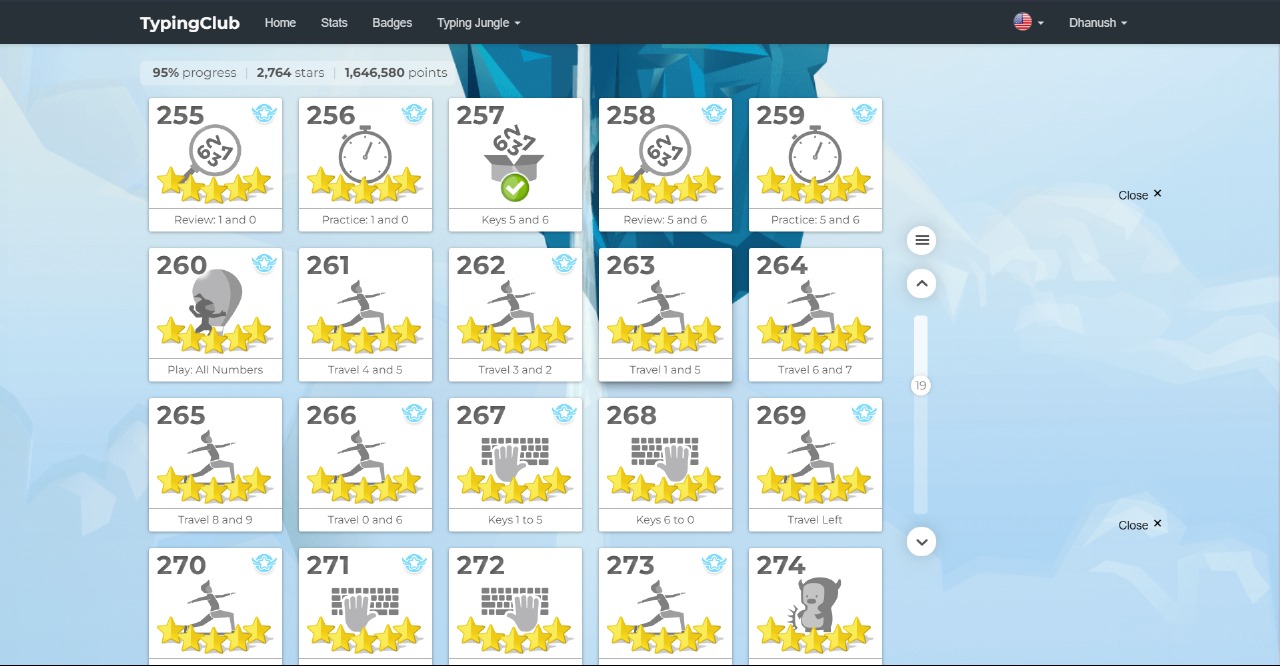 TypingClub Home Stats Badges Typing Jungle Dhanush
95% progress 2,764 stars 1,646,580 points
255 256 257 258 259
Review: 1 and 0 Practice: 1 and 0 Keys 5 and 6 Review: 5 and 6 Practice: 5 and 6
Close ×
260 261 262 263 264
Play: All Numbers Travel 4 and 5 Travel 3 and 2 Travel 1 and 5 Travel 6 and 7
19
265 266 267 268 269
Travel 8 and 9 Travel 0 and 6 Keys 1 to 5 Keys 6 to 0 Travel Left
Close ×
270 271 272 273 274